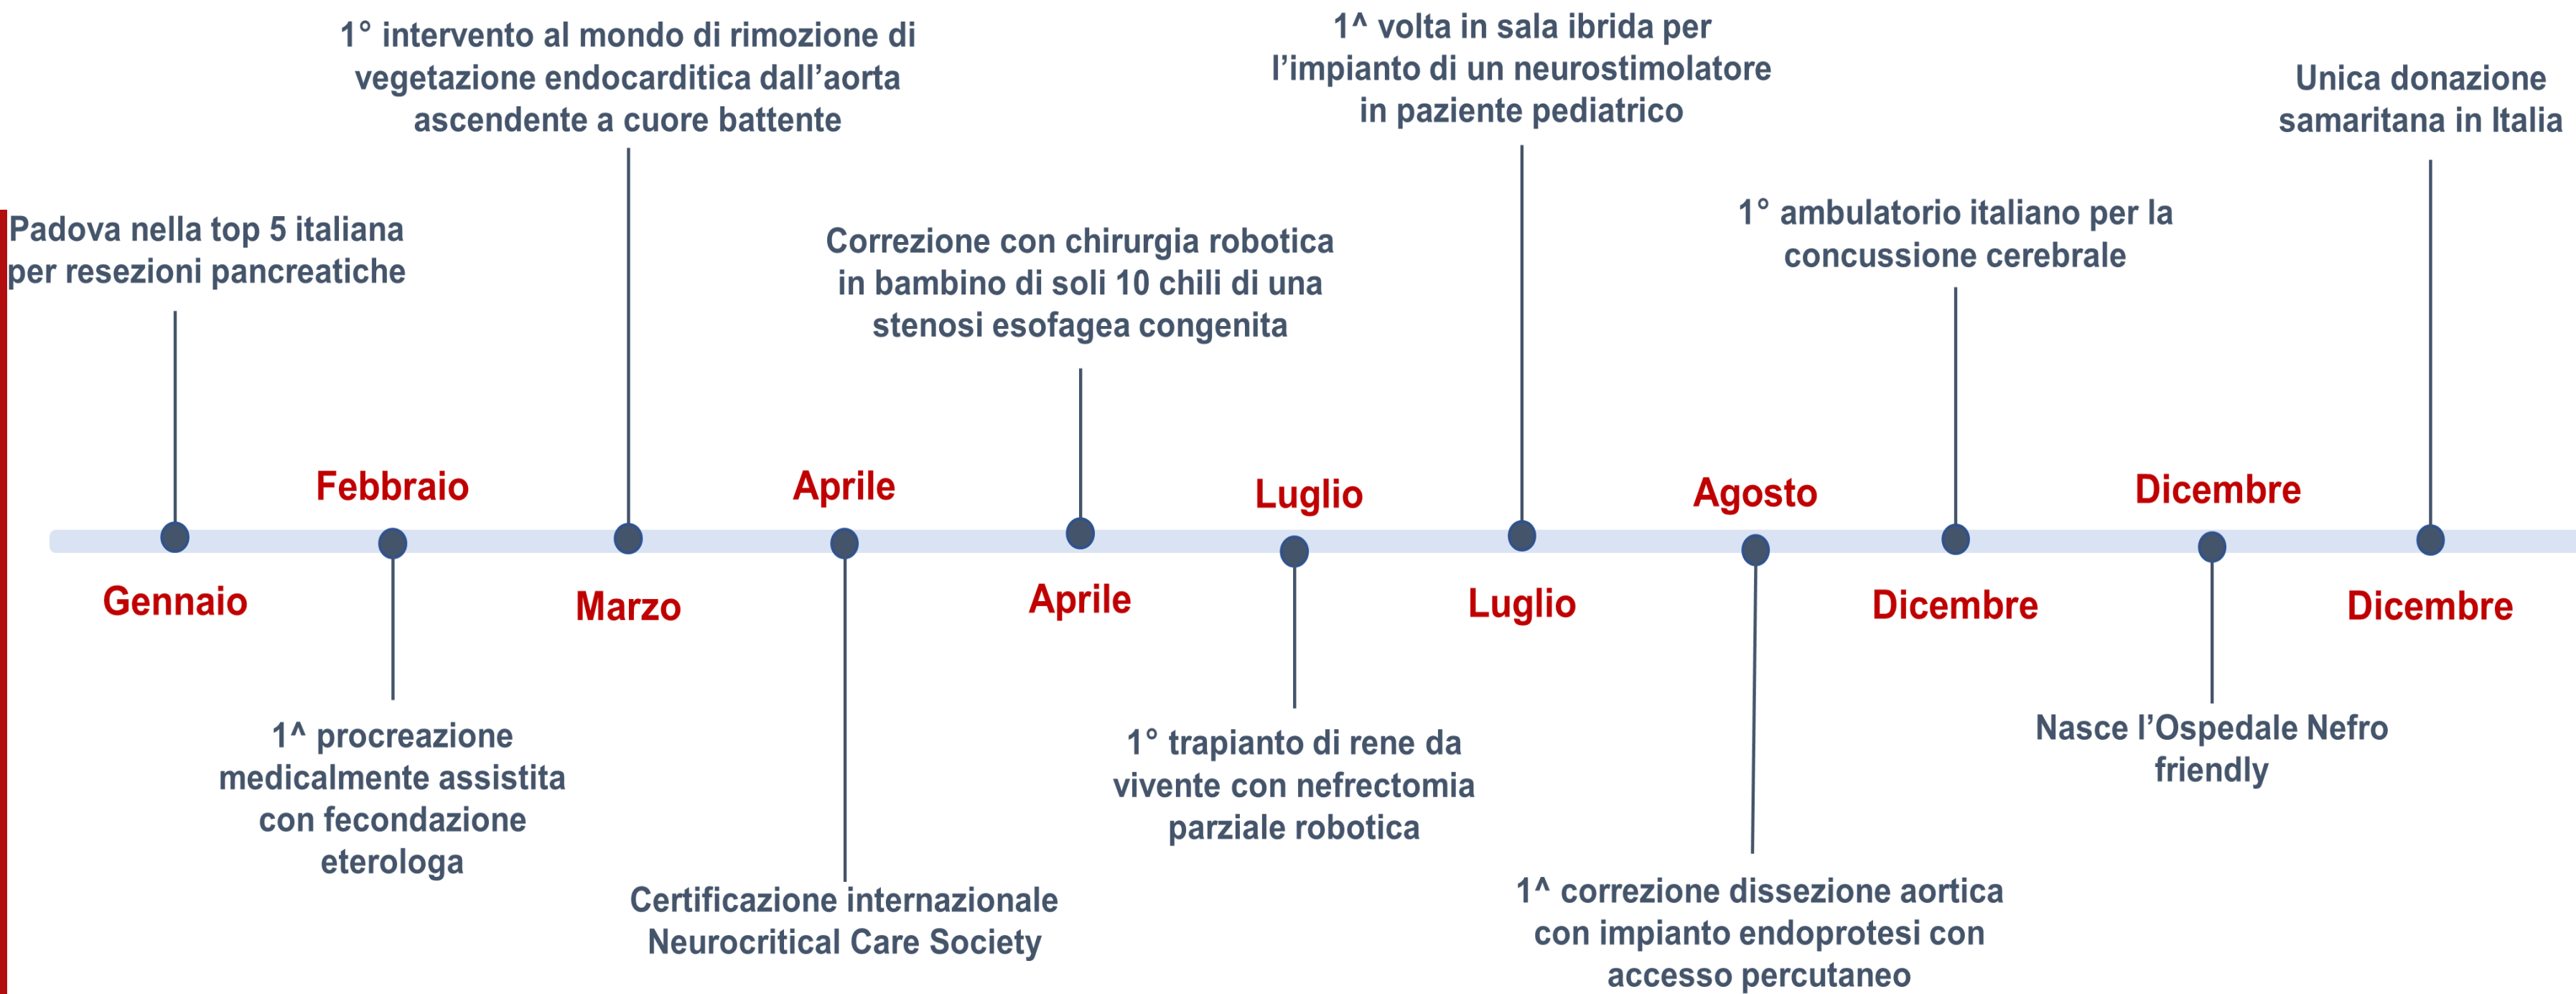 Padova nella top 5 italiana
per resezioni pancreatiche
Gennaio
Febbraio
1^ procreazione
medicalmente assistita
con fecondazione
eterologa
1° intervento al mondo di rimozione di
vegetazione endocarditica dall’aorta
ascendente a cuore battente
Marzo
Aprile
Certificazione internazionale
Neurocritical Care Society
Correzione con chirurgia robotica
in bambino di soli 10 chili di una
stenosi esofagea congenita
Aprile
Luglio
1° trapianto di rene da
vivente con nefrectomia
parziale robotica
1^ volta in sala ibrida per
l’impianto di un neurostimolatore
in paziente pediatrico
Luglio
Agosto
1^ correzione dissezione aortica
con impianto endoprotesi con
accesso percutaneo
1° ambulatorio italiano per la
concussione cerebrale
Dicembre
Dicembre
Nasce l’Ospedale Nefro
friendly
Unica donazione
samaritana in Italia
Dicembre